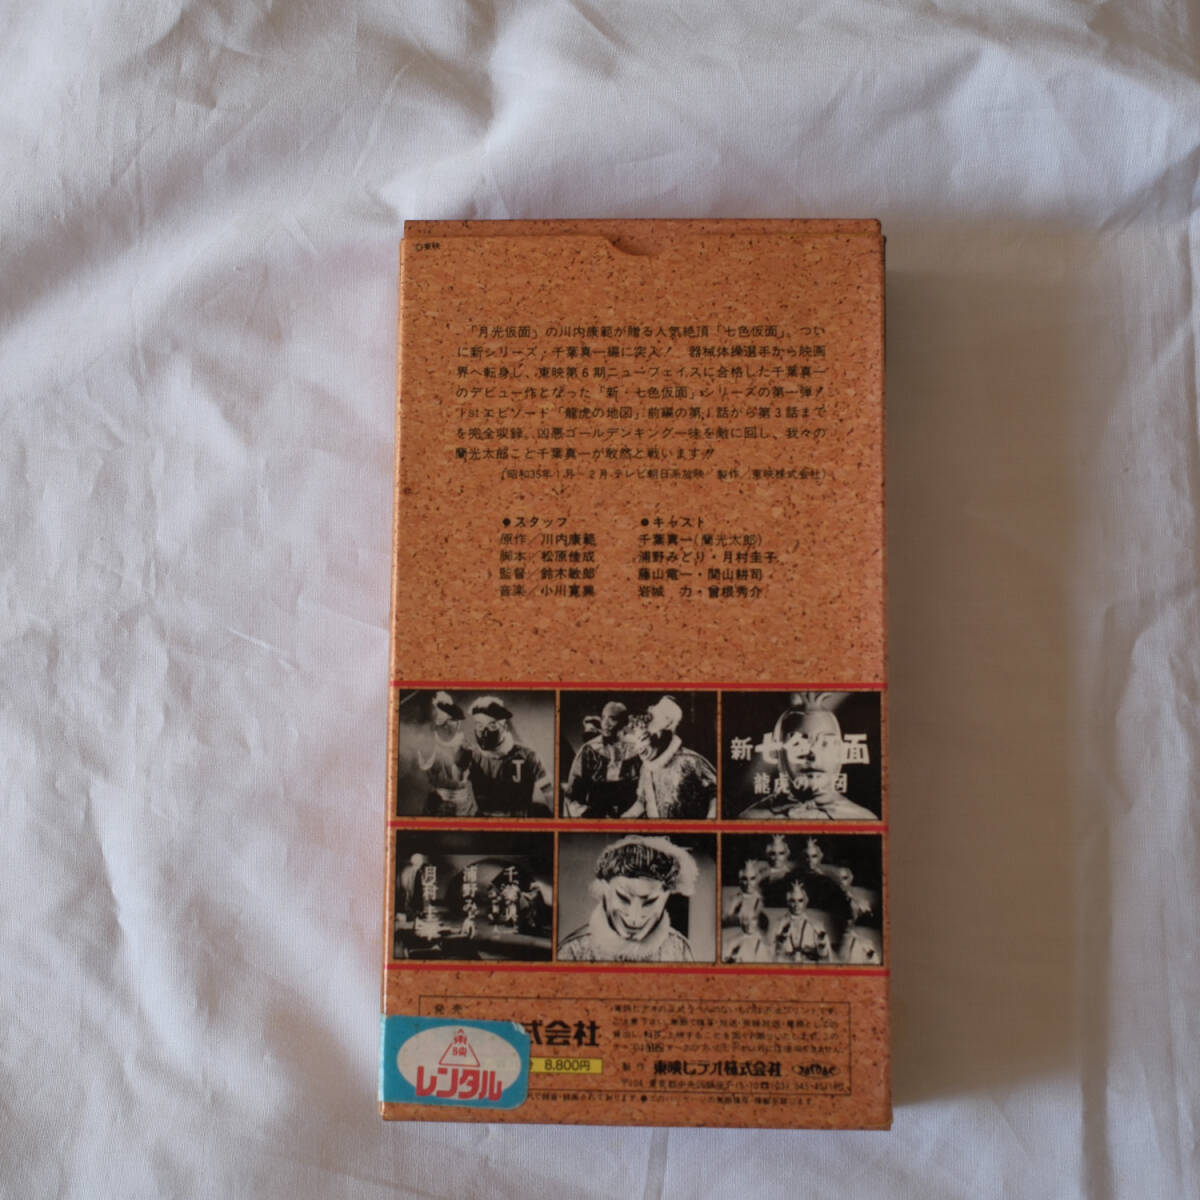 ©東映
「月光仮面」の川内康範が贈る人気絶頂「七色仮面」。つい
に新シリーズ・千葉真一編に突入！ 器械体操選手から映画
界へ転身し、東映第6期ニューフェイスに合格した千葉真一
のデビュー作となった「新・七色仮面」シリーズの第一弾！
1stエピソード「龍虎の地図」前編の第1話から第3話まで
を完全収録。凶悪ゴールデンキング一味を敵に回し、我々の
蘭光太郎こと千葉真一が敢然と戦います!!
(昭和35年1月～2月 テレビ朝日系放映 製作／東映株式会社)
●スタッフ
原作／川内康範
脚本／松原佳成
監督／鈴木敏郎
音楽／小川寛興
●キャスト
千葉真一(蘭光太郎)
浦野みどり・月村圭子
藤山竜一・関山耕司
岩城 力・曽根秀介
J
新七色仮面
龍虎の地図
千葉真一
浦野みど
月村圭
発売
式会社
8,800円
東映
レンタル
製作 東映ビデオ株式会社